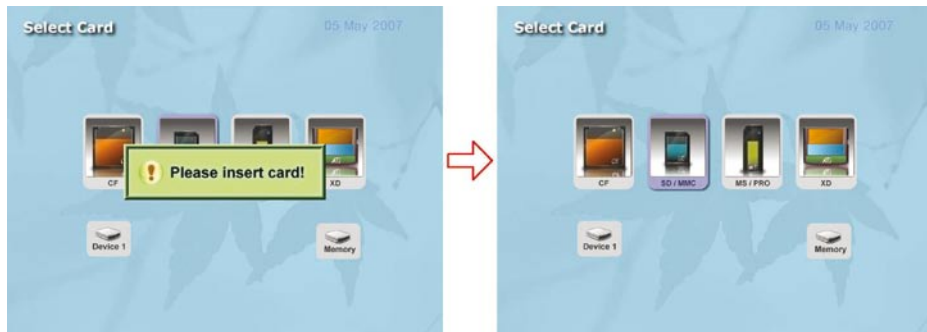 Select Card
05 May 2007
Please insert card!
CF
XD
Device 1
Memory
Select Card
05 May 2007
CF
SD / MMC
MS / PRO
XD
Device 1
Memory